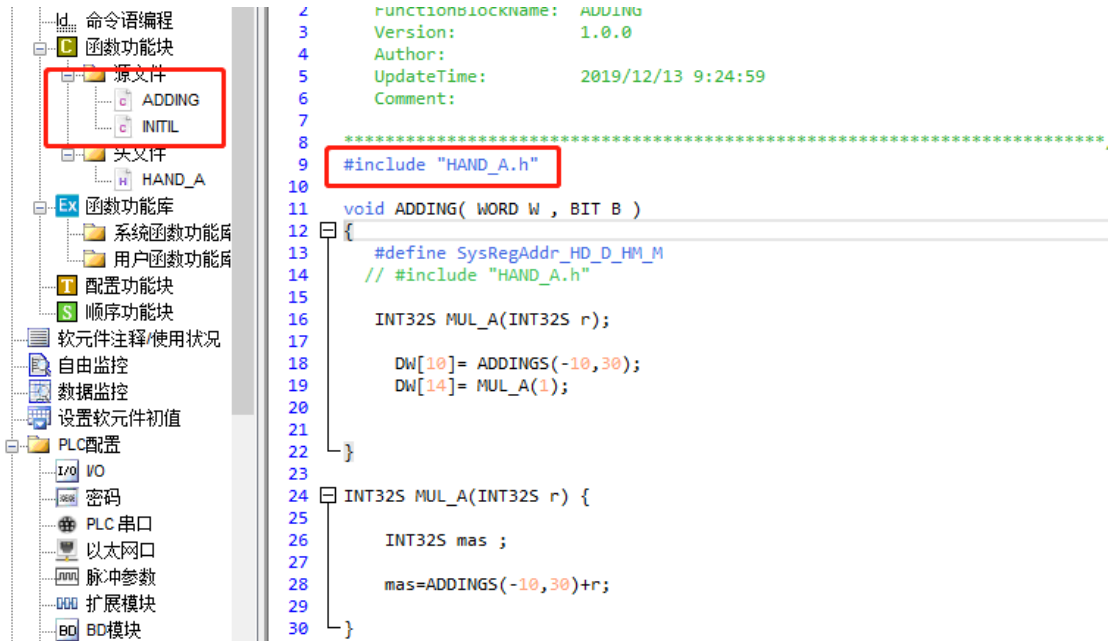 Id... 命令语编程
C 函数功能块
源文件
c ADDING
c INITIL
头文件
H HAND_A
Ex 函数功能库
系统函数功能库
用户函数功能库
T 配置功能块
S 顺序功能块
软元件注释/使用状况
自由监控
数据监控
设置软元件初值
PLC配置
I/O I/O
密码
PLC 串口
以太网口
脉冲参数
扩展模块
BD BD模块
2 FunctionBlockName: ADDING
3 Version: 1.0.0
4 Author:
5 UpdateTime: 2019/12/13 9:24:59
6 Comment:
7
8 **************************************************************************
9 #include "HAND_A.h"
10
11 void ADDING( WORD W , BIT B )
12 {
13 #define SysRegAddr_HD_D_HM_M
14 // #include "HAND_A.h"
15
16 INT32S MUL_A(INT32S r);
17
18 DW[10]= ADDINGS(-10,30);
19 DW[14]= MUL_A(1);
20
21
22 }
23
24 INT32S MUL_A(INT32S r) {
25
26 INT32S mas ;
27
28 mas=ADDINGS(-10,30)+r;
29
30 }